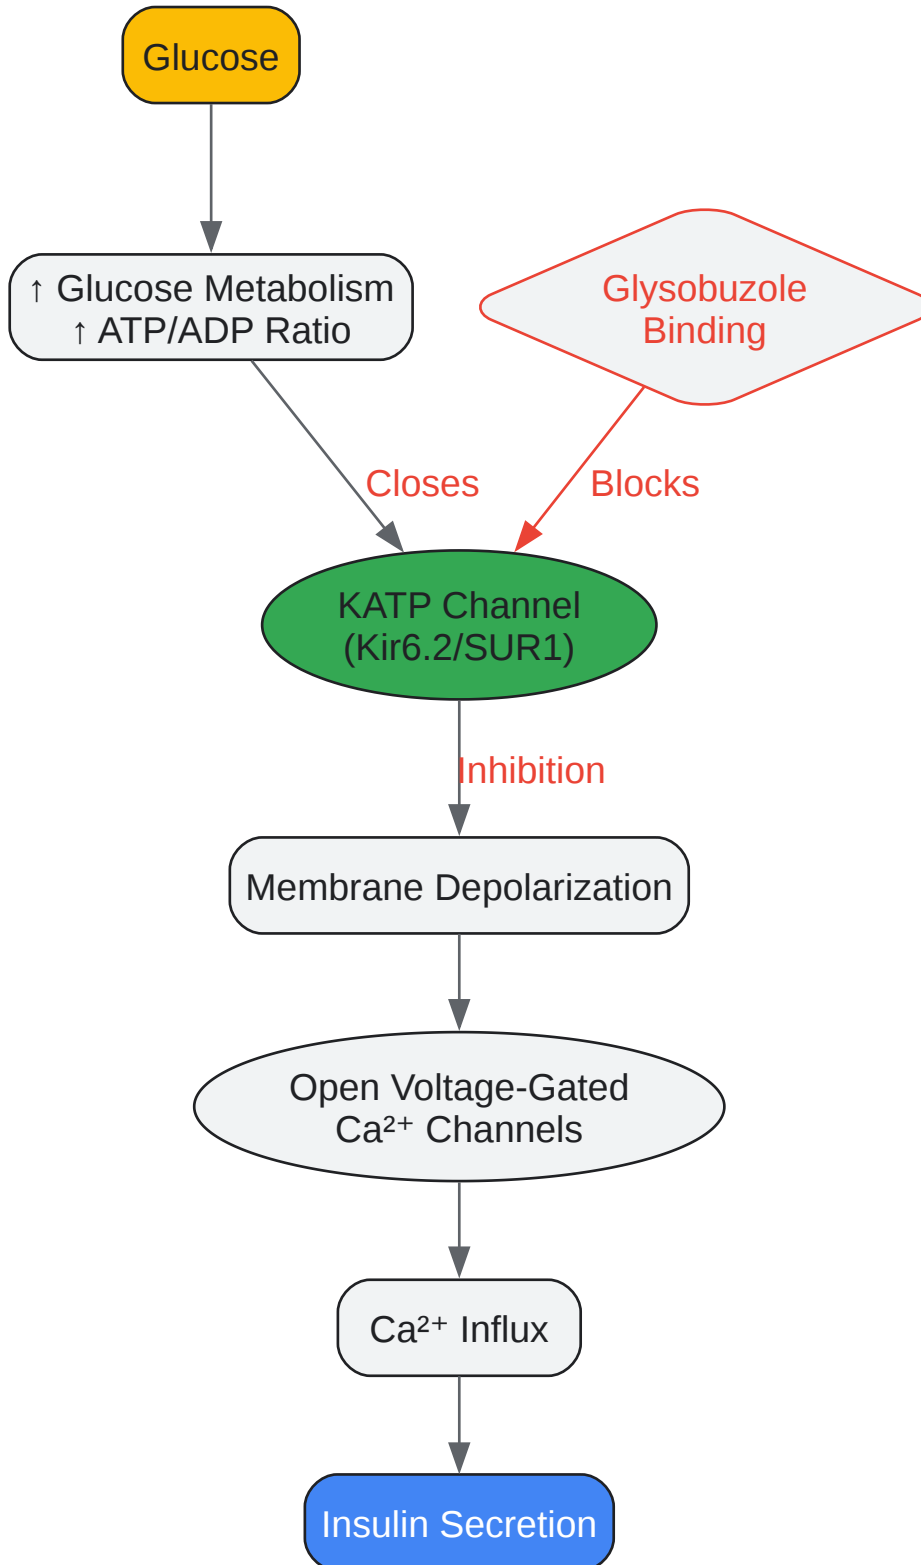 Glucose
↑ Glucose Metabolism
↑ ATP/ADP Ratio
Glysobuzole
Binding
Closes
Blocks
KATP Channel
(Kir6.2/SUR1)
Inhibition
Membrane Depolarization
Open Voltage-Gated
Ca²⁺ Channels
Ca²⁺ Influx
Insulin Secretion